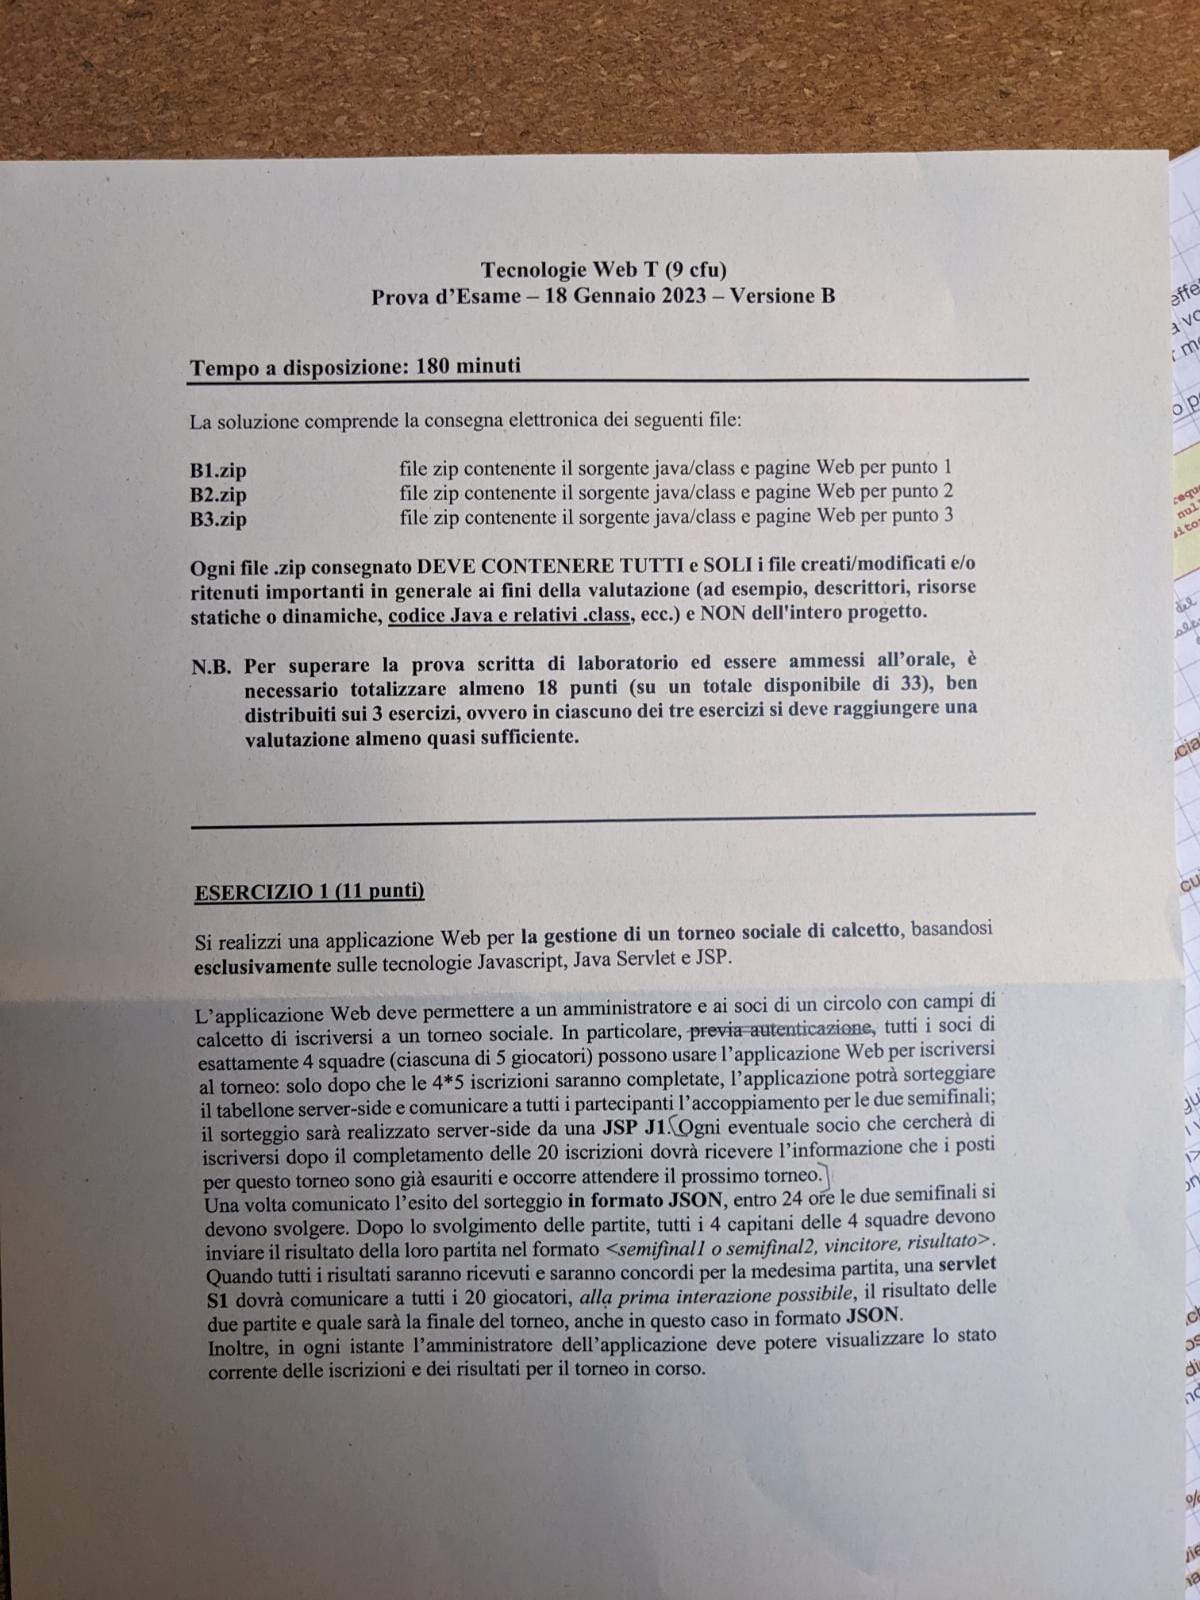 Tecnologie Web T (9 cfu)
Prova d'Esame – 18 Gennaio 2023 – Versione B
Tempo a disposizione: 180 minuti
La soluzione comprende la consegna elettronica dei seguenti file:
B1.zip file zip contenente il sorgente java/class e pagine Web per punto 1
B2.zip file zip contenente il sorgente java/class e pagine Web per punto 2
B3.zip file zip contenente il sorgente java/class e pagine Web per punto 3
Ogni file .zip consegnato DEVE CONTENERE TUTTI e SOLI i file creati/modificati e/o
ritenuti importanti in generale ai fini della valutazione (ad esempio, descrittori, risorse
statiche o dinamiche, codice Java e relativi .class, ecc.) e NON dell'intero progetto.
N.B. Per superare la prova scritta di laboratorio ed essere ammessi all'orale, è
necessario totalizzare almeno 18 punti (su un totale disponibile di 33), ben
distribuiti sui 3 esercizi, ovvero in ciascuno dei tre esercizi si deve raggiungere una
valutazione almeno quasi sufficiente.
ESERCIZIO 1 (11 punti)
Si realizzi una applicazione Web per la gestione di un torneo sociale di calcetto, basandosi
esclusivamente sulle tecnologie Javascript, Java Servlet e JSP.
L'applicazione Web deve permettere a un amministratore e ai soci di un circolo con campi di
calcetto di iscriversi a un torneo sociale. In particolare, previa autenticazione, tutti i soci di
esattamente 4 squadre (ciascuna di 5 giocatori) possono usare l'applicazione Web per iscriversi
al torneo: solo dopo che le 4*5 iscrizioni saranno completate, l'applicazione potrà sorteggiare
il tabellone server-side e comunicare a tutti i partecipanti l'accoppiamento per le due semifinali;
il sorteggio sarà realizzato server-side da una JSP J1. Ogni eventuale socio che cercherà di
iscriversi dopo il completamento delle 20 iscrizioni dovrà ricevere l'informazione che i posti
per questo torneo sono già esauriti e occorre attendere il prossimo torneo.
Una volta comunicato l'esito del sorteggio in formato JSON, entro 24 ore le due semifinali si
devono svolgere. Dopo lo svolgimento delle partite, tutti i 4 capitani delle 4 squadre devono
inviare il risultato della loro partita nel formato <semifinal1 o semifinal2, vincitore, risultato>.
Quando tutti i risultati saranno ricevuti e saranno concordi per la medesima partita, una servlet
S1 dovrà comunicare a tutti i 20 giocatori, alla prima interazione possibile, il risultato delle
due partite e quale sarà la finale del torneo, anche in questo caso in formato JSON.
Inoltre, in ogni istante l'amministratore dell'applicazione deve potere visualizzare lo stato
corrente delle iscrizioni e dei risultati per il torneo in corso.